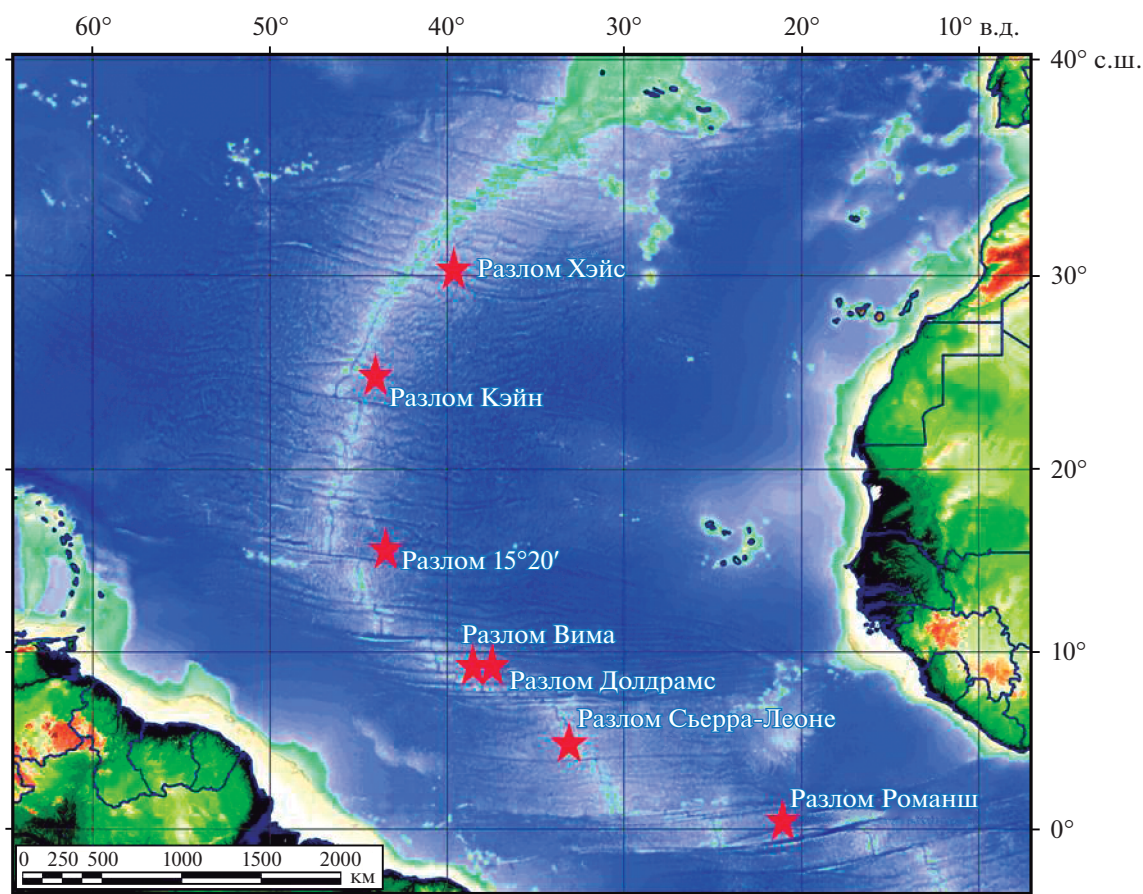 60° 50° 40° 30° 20° 10° в.д.
40° с.ш.
Разлом Хэйс
30°
Разлом Кэйн
20°
Разлом 15°20′
Разлом Вима
10°
Разлом Долдрамс
Разлом Сьерра-Леоне
Разлом Романш
0°
0 250 500 1000 1500 2000
км